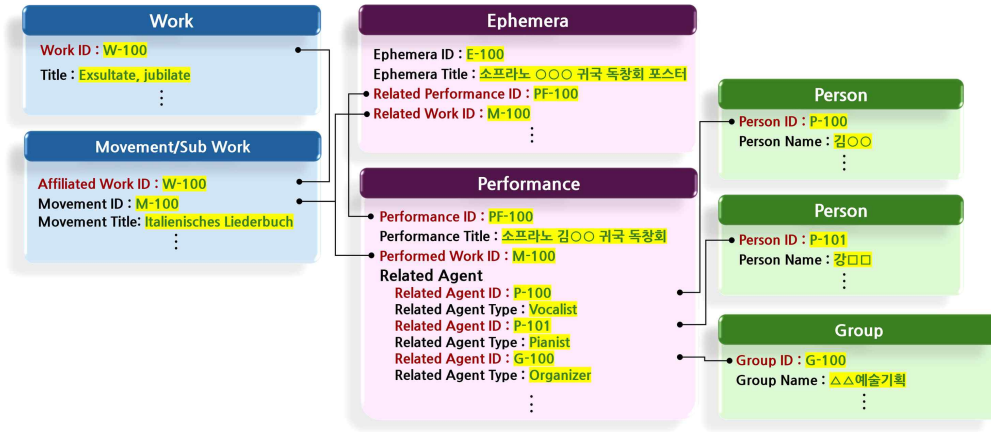 Work
Work ID : W-100
Title : Exsultate, jubilate
⋮
Movement/Sub Work
Affiliated Work ID : W-100
Movement ID : M-100
Movement Title: Italienisches Liederbuch
⋮
Ephemera
Ephemera ID : E-100
Ephemera Title : 소프라노 ○○○ 귀국 독창회 포스터
Related Performance ID : PF-100
Related Work ID : M-100
⋮
Performance
Performance ID : PF-100
Performance Title : 소프라노 김○○ 귀국 독창회
Performed Work ID : M-100
Related Agent
Related Agent ID : P-100
Related Agent Type : Vocalist
Related Agent ID : P-101
Related Agent Type : Pianist
Related Agent ID : G-100
Related Agent Type : Organizer
⋮
Person
Person ID : P-100
Person Name : 김○○
⋮
Person
Person ID : P-101
Person Name : 강□□
⋮
Group
Group ID : G-100
Group Name : △△예술기획
⋮